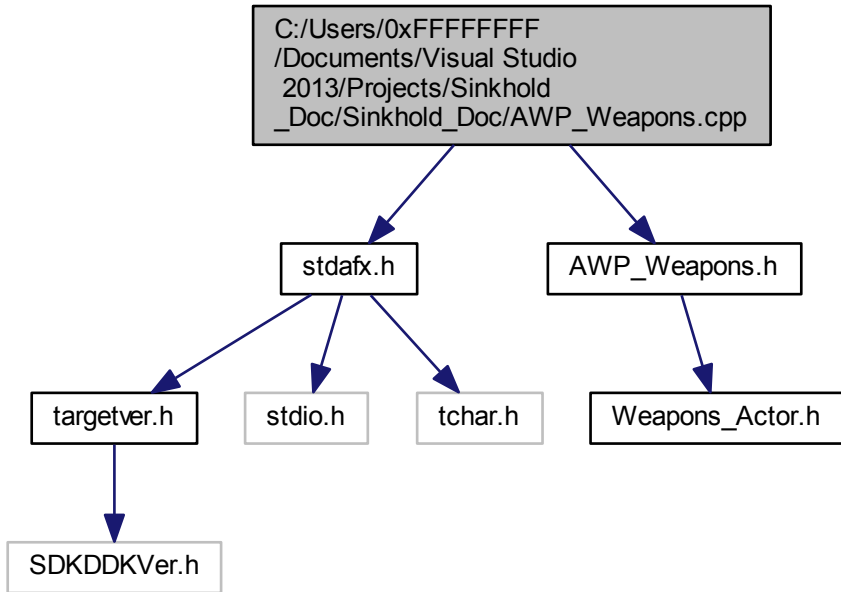 C:/Users/0xFFFFFFFF
/Documents/Visual Studio
2013/Projects/Sinkhold
_Doc/Sinkhold_Doc/AWP_Weapons.cpp
stdafx.h
AWP_Weapons.h
targetver.h
stdio.h
tchar.h
Weapons_Actor.h
SDKDDKVer.h